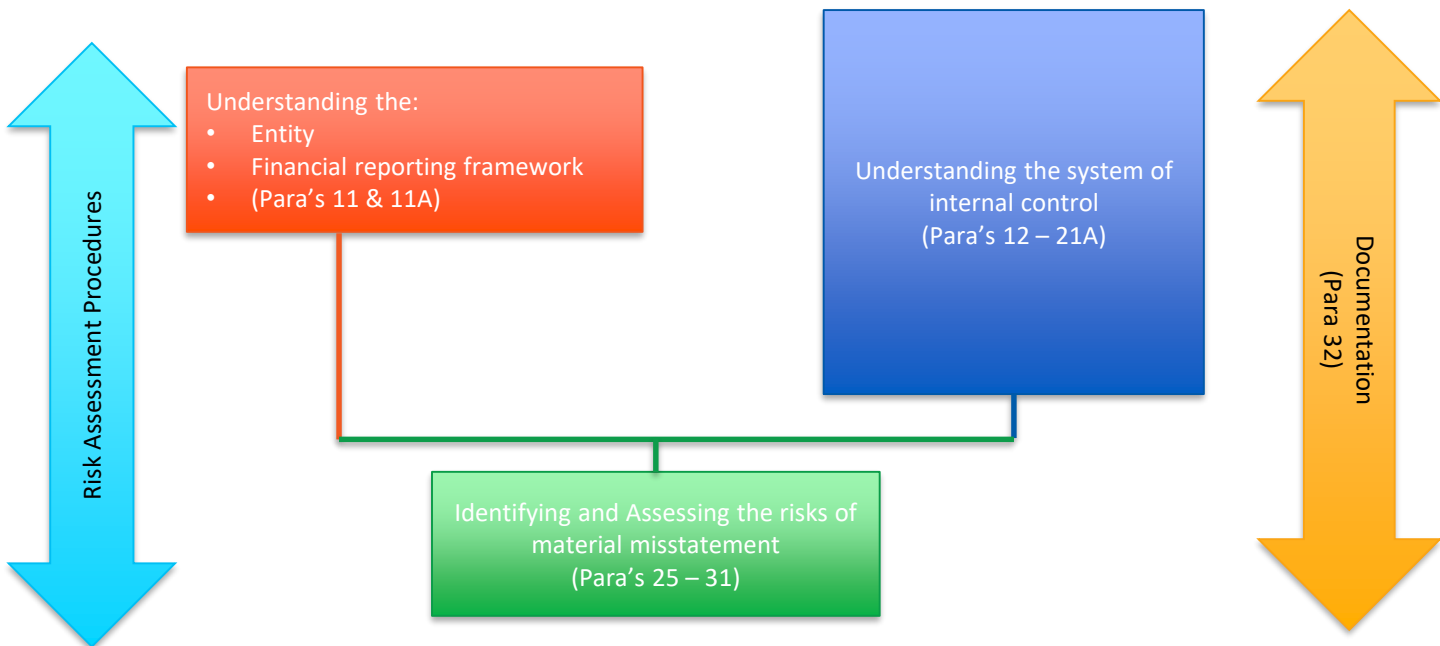 Risk Assessment Procedures
Understanding the:
• Entity
• Financial reporting framework
• (Para’s 11 & 11A)
Understanding the system of
internal control
(Para’s 12 – 21A)
Identifying and Assessing the risks of
material misstatement
(Para’s 25 – 31)
Documentation
(Para 32)